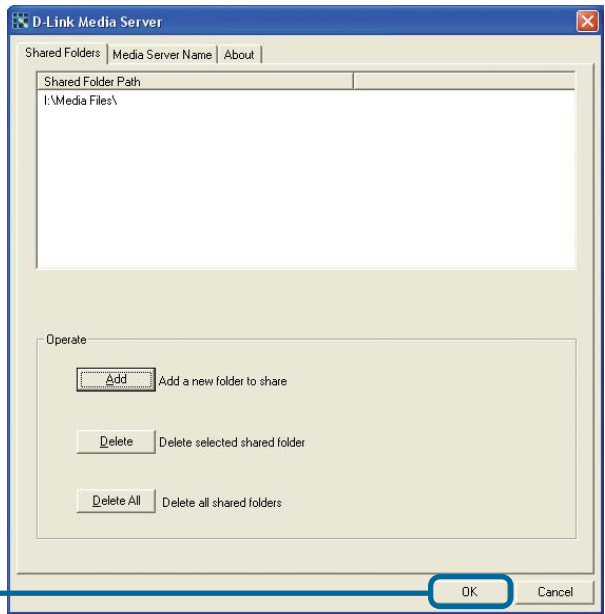 D-Link Media Server
Shared Folders Media Server Name About
Shared Folder Path
I:\Media Files\
Operate
Add Add a new folder to share
Delete Delete selected shared folder
Delete All Delete all shared folders
OK Cancel